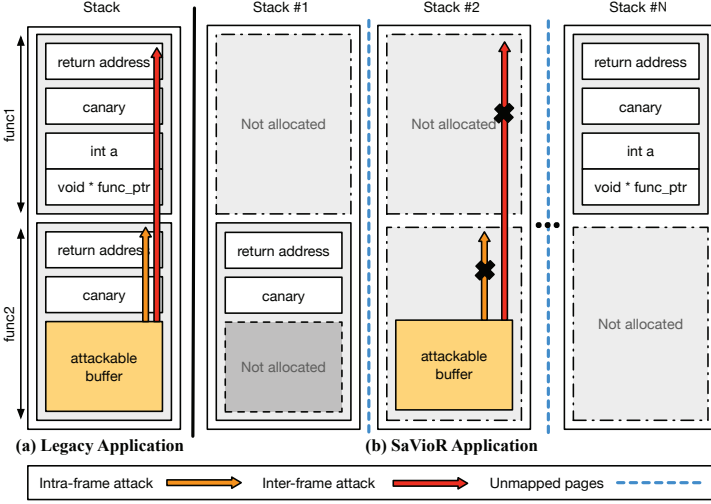 Stack
Stack #1
Stack #2
Stack #N
func1
return address
canary
int a
void * func_ptr
Not allocated
Not allocated
return address
canary
int a
void * func_ptr
func2
return address
canary
attackable
buffer
return address
canary
Not allocated
attackable
buffer
Not allocated
(a) Legacy Application
(b) SaVioR Application
Intra-frame attack
Inter-frame attack
Unmapped pages